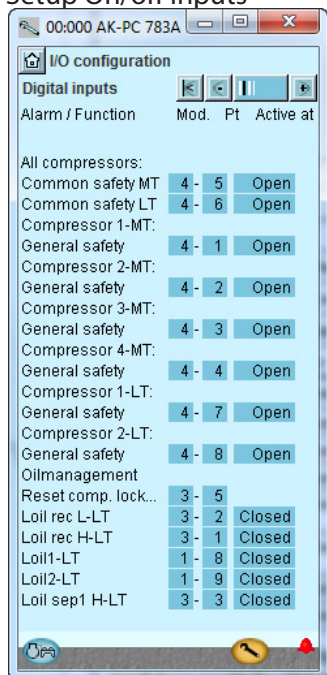 Setup On/off inputs
00:000 AK-PC 783A
I/O configuration
Digital inputs
Alarm / Function Mod. Pt Active at
All compressors:
Common safety MT 4 - 5 Open
Common safety LT 4 - 6 Open
Compressor 1-MT:
General safety 4 - 1 Open
Compressor 2-MT:
General safety 4 - 2 Open
Compressor 3-MT:
General safety 4 - 3 Open
Compressor 4-MT:
General safety 4 - 4 Open
Compressor 1-LT:
General safety 4 - 7 Open
Compressor 2-LT:
General safety 4 - 8 Open
Oilmanagement
Reset comp. lock... 3 - 5
Loil rec L-LT 3 - 2 Closed
Loil rec H-LT 3 - 1 Closed
Loil1-LT 1 - 8 Closed
Loil2-LT 1 - 9 Closed
Loil sep1 H-LT 3 - 3 Closed